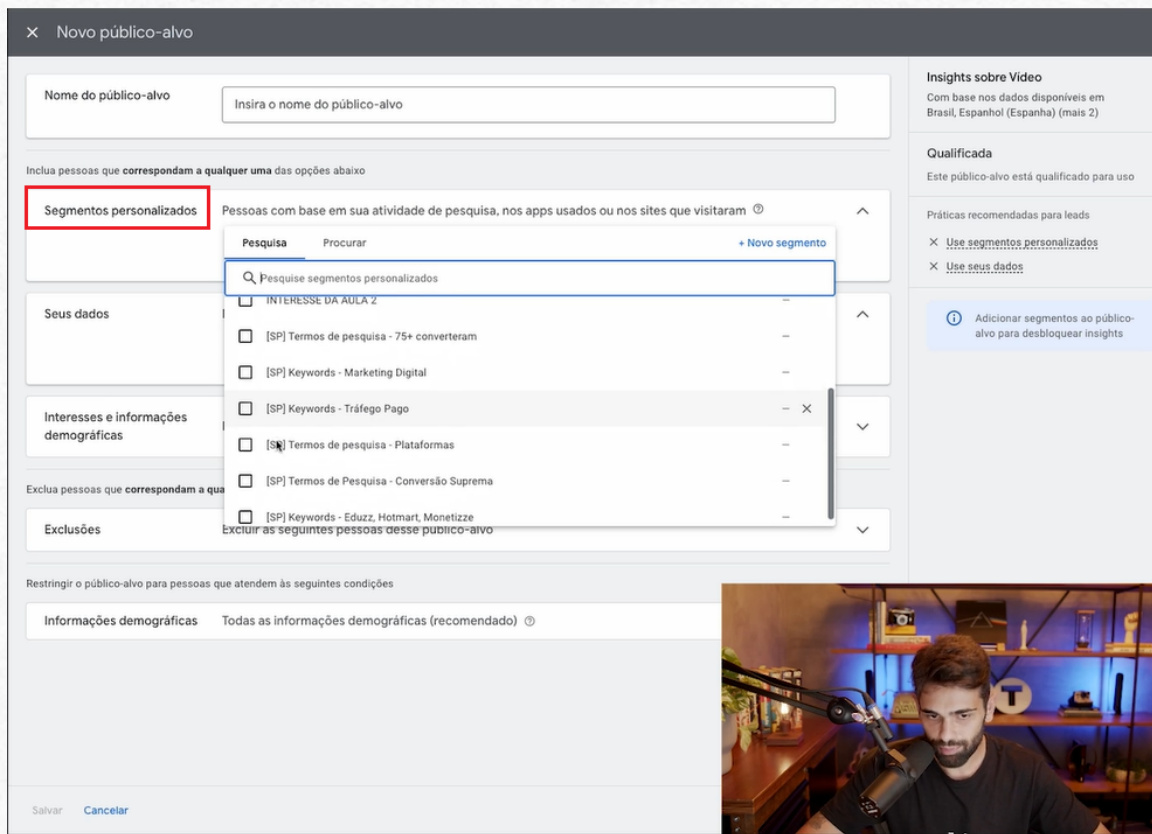 Novo público-alvo
Nome do público-alvo
Insira o nome do público-alvo
Inclua pessoas que correspondam a qualquer uma das opções abaixo
Segmentos personalizados
Pessoas com base em sua atividade de pesquisa, nos apps usados ou nos sites que visitaram
Pesquisa
Procurar
+ Novo segmento
Pesquise segmentos personalizados
INTERESSE DA AULA 2
[SP] Termos de pesquisa - 75+ converteram
[SP] Keywords - Marketing Digital
[SP] Keywords - Tráfego Pago
[SP] Termos de pesquisa - Plataformas
[SP] Termos de Pesquisa - Conversão Suprema
[SP] Keywords - Eduzz, Hotmart, Monetizze
Seus dados
Interesses e informações
demográficas
Exclua pessoas que correspondam a qua
Exclusões
Excluir as seguintes pessoas desse público-alvo
Restringir o público-alvo para pessoas que atendem às seguintes condições
Informações demográficas
Todas as informações demográficas (recomendado)
Salvar
Cancelar
Insights sobre Vídeo
Com base nos dados disponíveis em
Brasil, Espanhol (Espanha) (mais 2)
Qualificada
Este público-alvo está qualificado para uso
Práticas recomendadas para leads
Use segmentos personalizados
Use seus dados
Adicionar segmentos ao público-
alvo para desbloquear insights
T